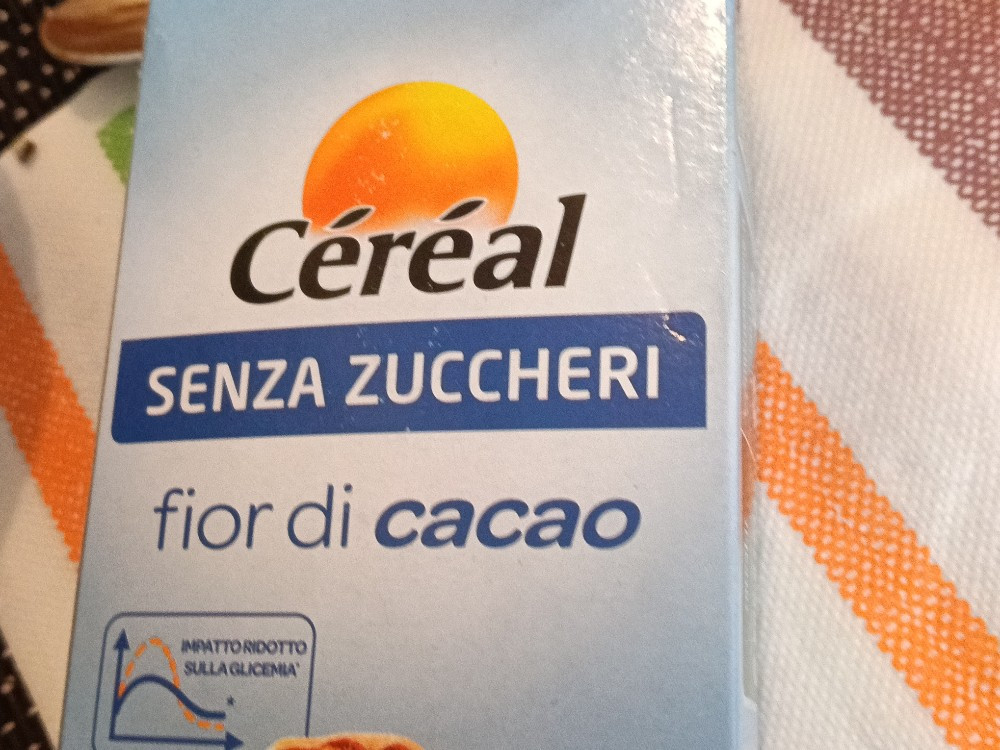 Céréal
SENZA ZUCCHERI
fior di cacao
IMPATTO RIDOTTO
SULLA GLICEMIA*
*